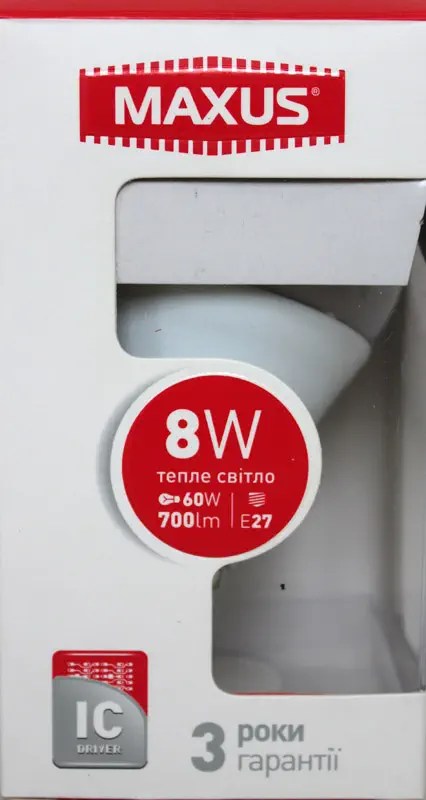 MAXUS®
8W
тепле світло
60W
700lm
E27
IC
DRIVER
3 роки
гарантії